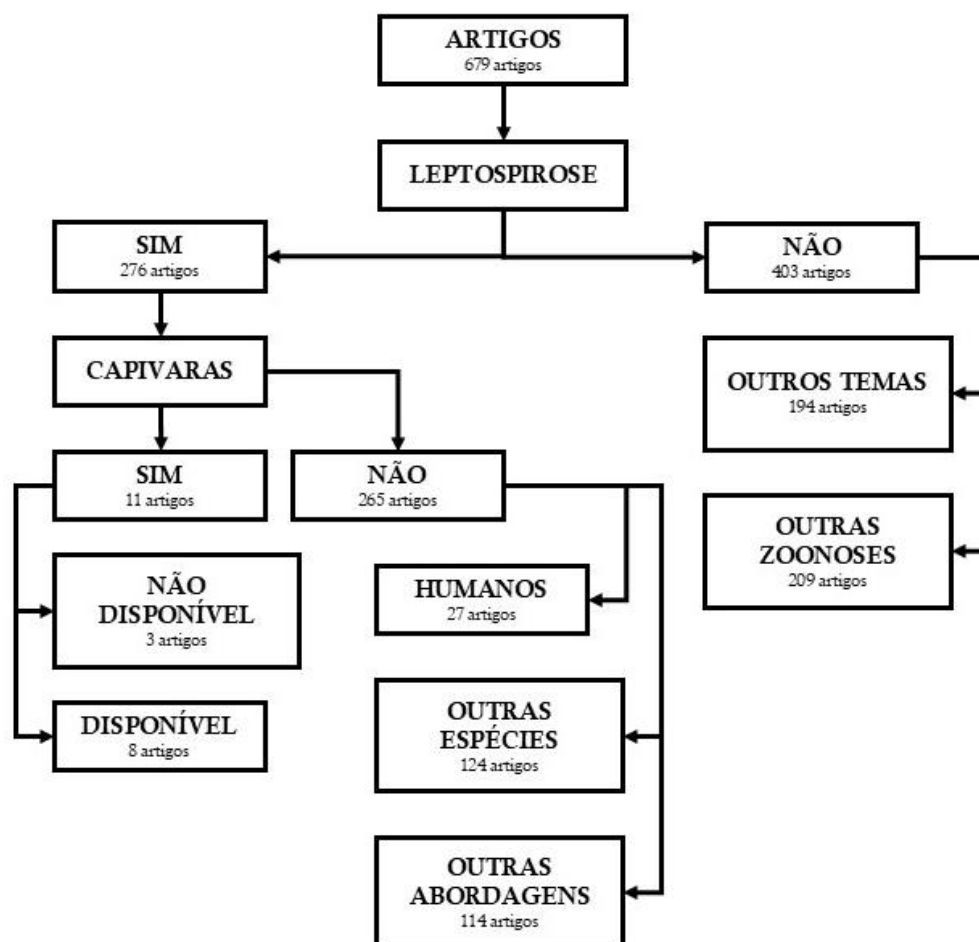 ARTIGOS
679 artigos
LEPTOSPIROSE
SIM
276 artigos
NÃO
403 artigos
CAPIVARAS
OUTROS TEMAS
194 artigos
SIM
11 artigos
NÃO
265 artigos
OUTRAS
ZOONOSES
209 artigos
NÃO
DISPONÍVEL
3 artigos
HUMANOS
27 artigos
DISPONÍVEL
8 artigos
OUTRAS
ESPÉCIES
124 artigos
OUTRAS
ABORDAGENS
114 artigos